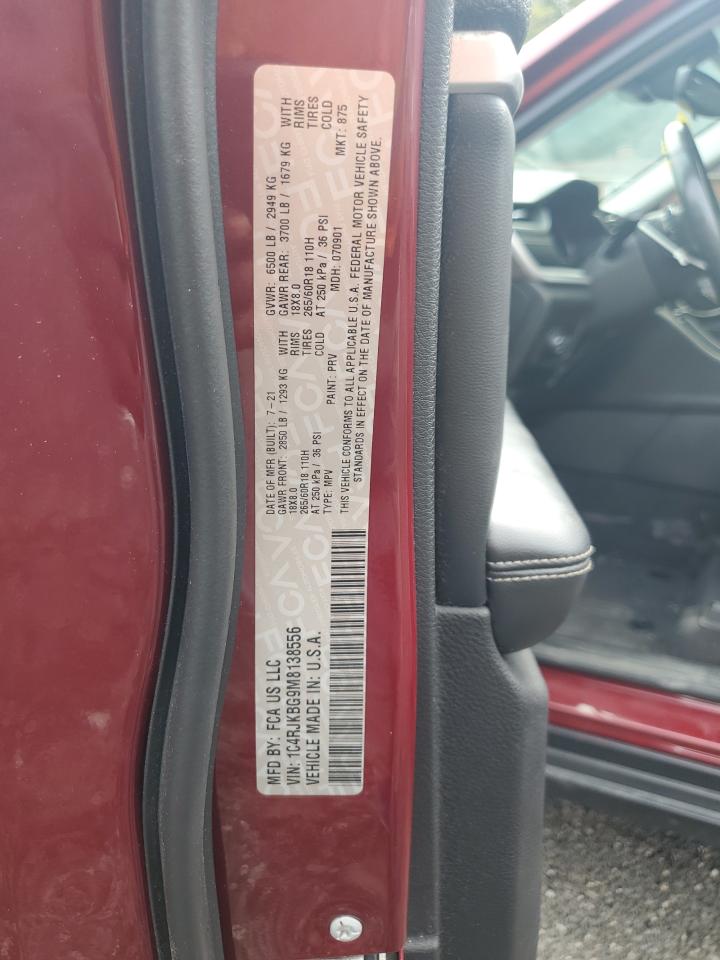 MFD BY: FCA US LLC
VIN: 1C4RJKBG9M8138556
VEHICLE MADE IN: U.S.A.
DATE OF MFR (BUILT): 7-21 GVWR: 6500 LB / 2949 KG
GAWR FRONT: 2850 LB / 1293 KG WITH GAWR REAR: 3700 LB / 1679 KG WITH
18X8.0 RIMS 18X8.0 RIMS
265/60R18 110H TIRES 265/60R18 110H TIRES
AT 250 kPa / 36 PSI COLD AT 250 kPa / 36 PSI COLD
TYPE: MPV PAINT: PRV MDH: 070901 MKT: 875
THIS VEHICLE CONFORMS TO ALL APPLICABLE U.S.A. FEDERAL MOTOR VEHICLE SAFETY
STANDARDS IN EFFECT ON THE DATE OF MANUFACTURE SHOWN ABOVE.